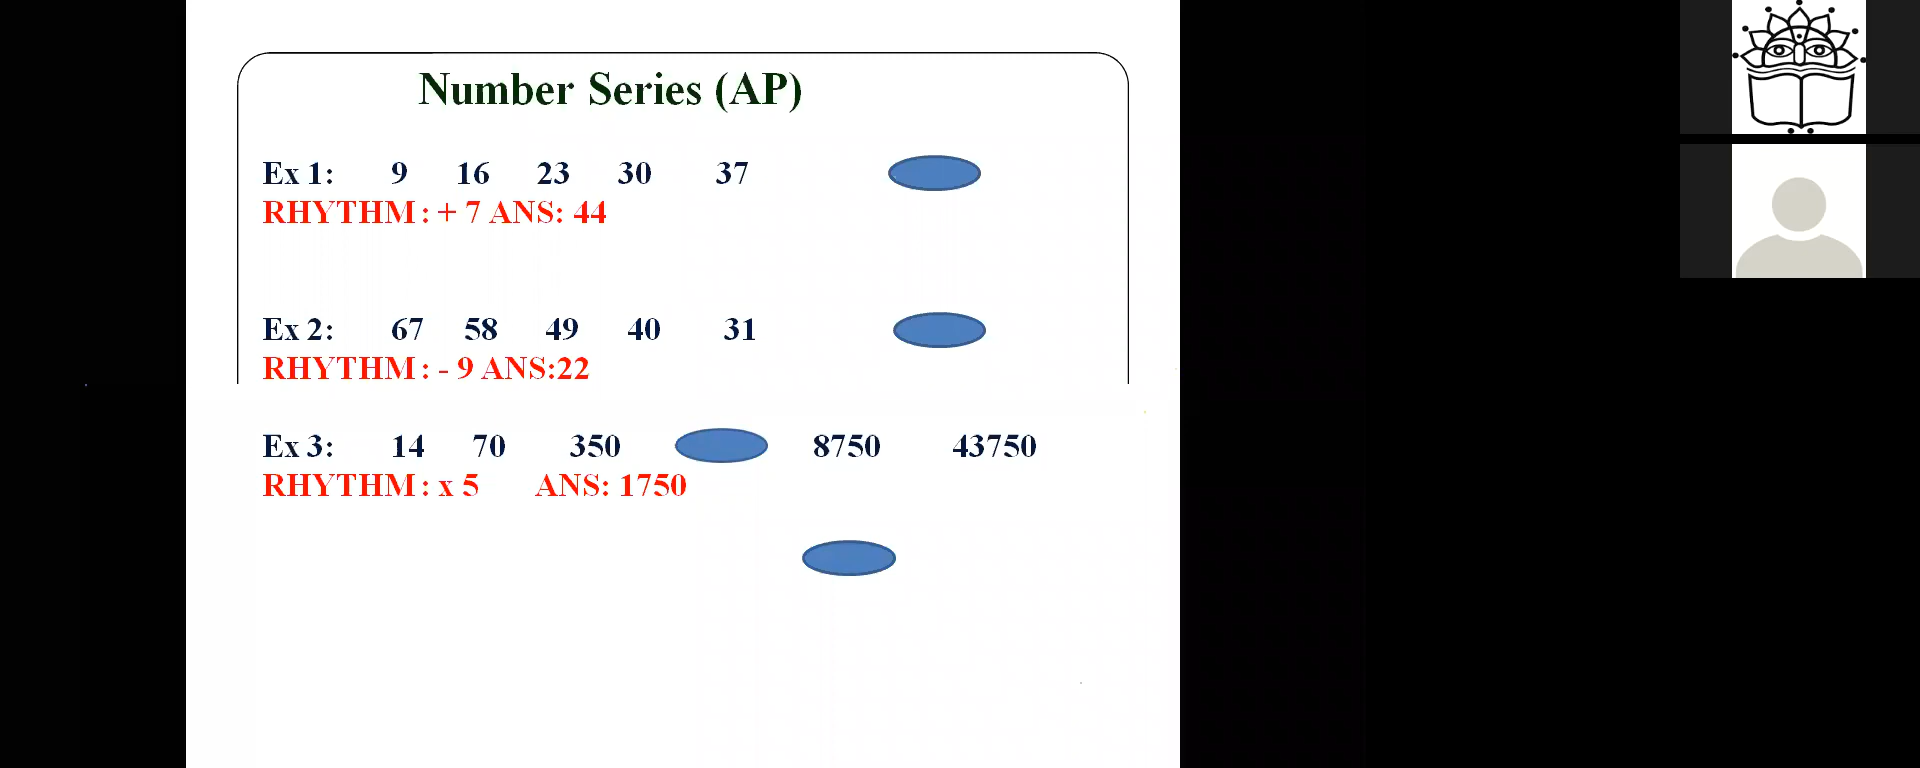 Number Series (AP)
Ex 1: 9 16 23 30 37
RHYTHM : + 7 ANS: 44
Ex 2: 67 58 49 40 31
RHYTHM : - 9 ANS:22
Ex 3: 14 70 350 8750 43750
RHYTHM : x 5 ANS: 1750